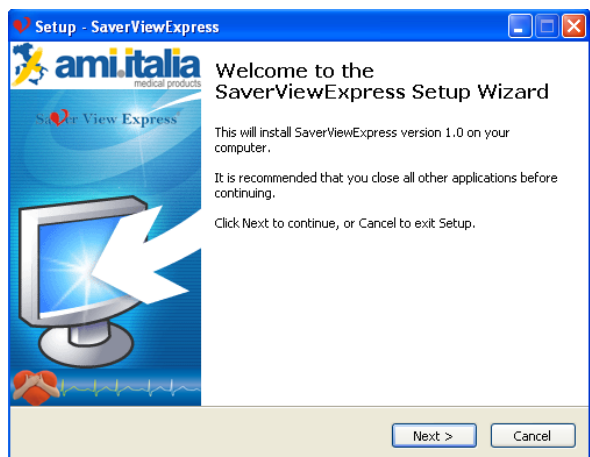 Setup - SaverViewExpress
ami.italia
medical products
Saver View Express
Welcome to the
SaverViewExpress Setup Wizard
This will install SaverViewExpress version 1.0 on your
computer.
It is recommended that you close all other applications before
continuing.
Click Next to continue, or Cancel to exit Setup.
Next >
Cancel